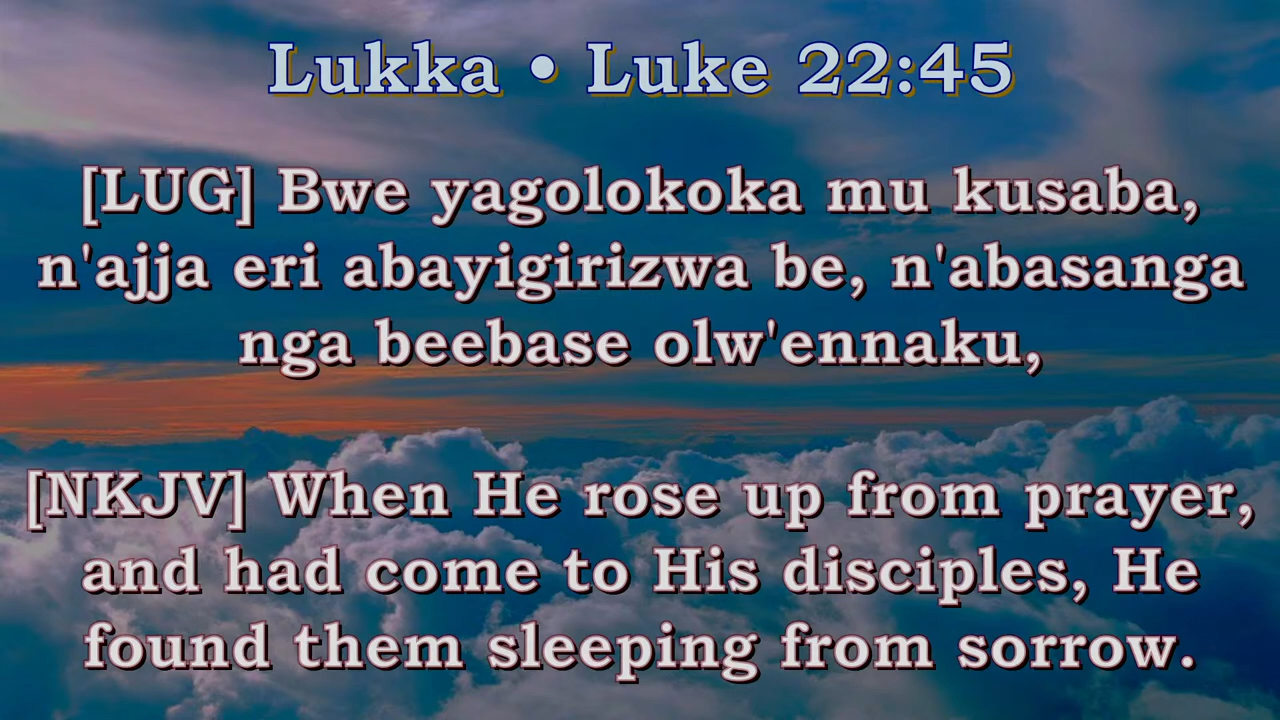 Lukka • Luke 22:45
[LUG] Bwe yagolokoka mu kusaba,
n'ajja eri abayigirizwa be, n'abasanga
nga beebase olw'ennaku,
[NKJV] When He rose up from prayer,
and had come to His disciples, He
found them sleeping from sorrow.